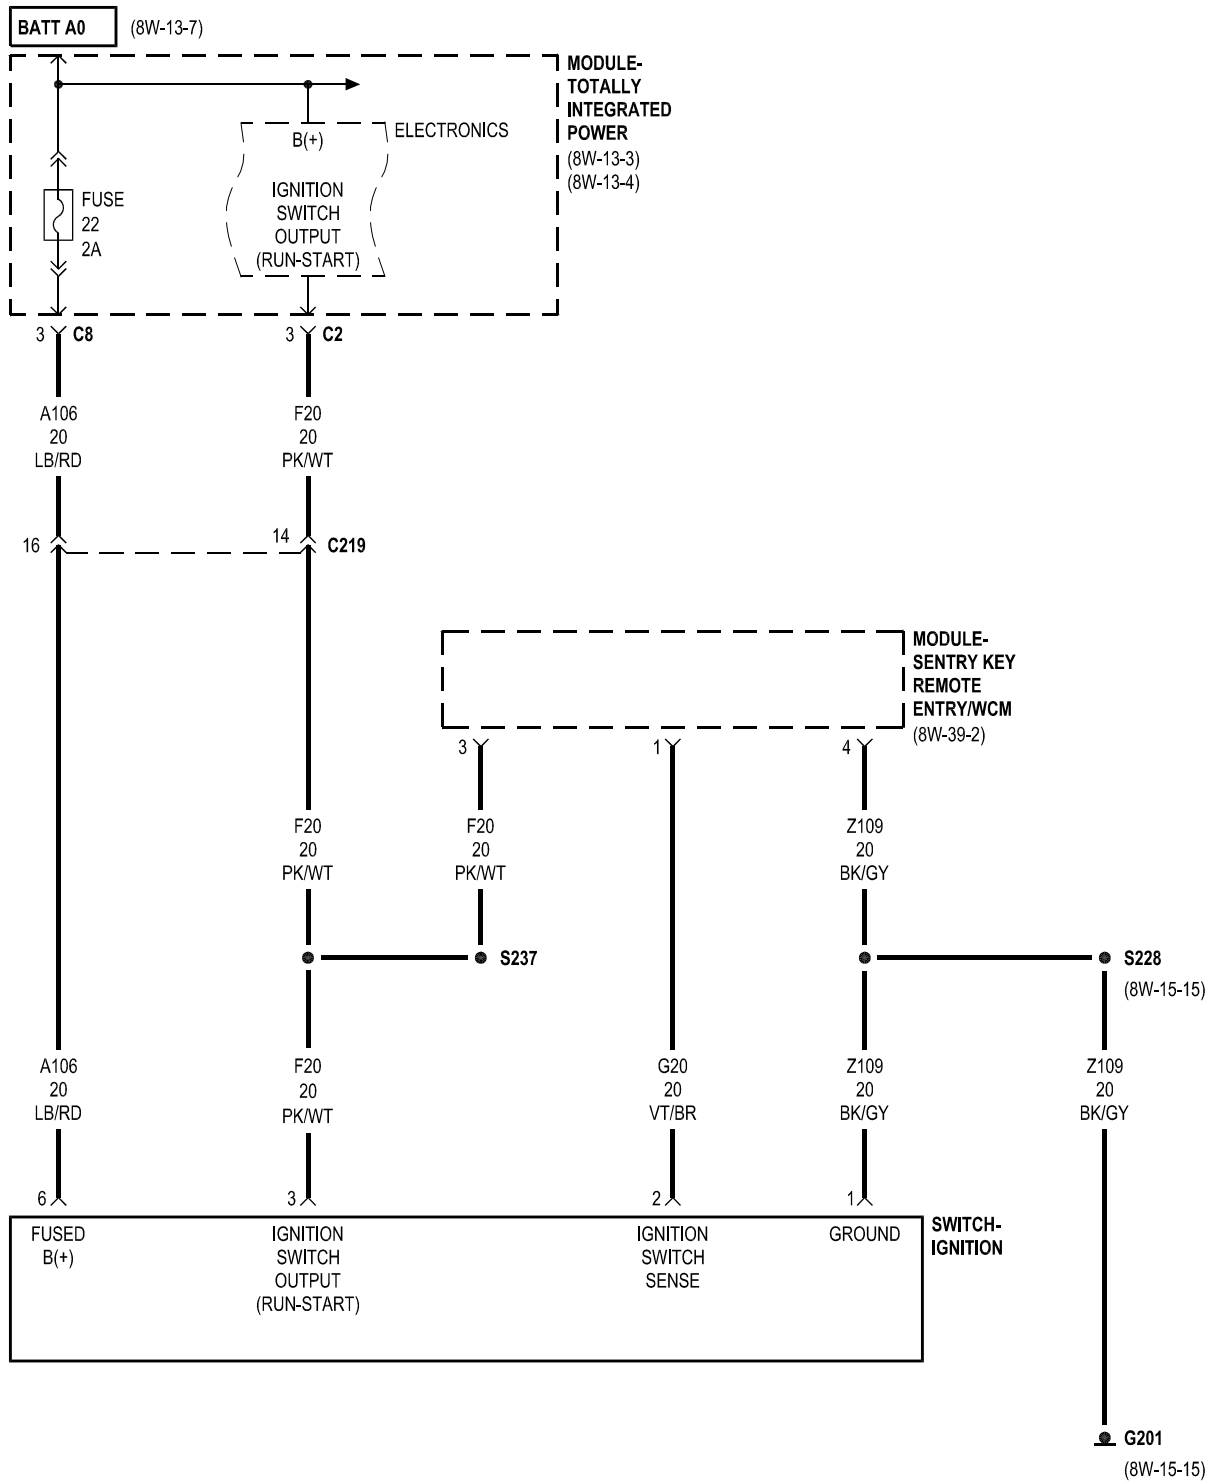 BATT A0 (8W-13-7)
MODULE-
TOTALLY
INTEGRATED
POWER
(8W-13-3)
(8W-13-4)
ELECTRONICS
B(+)
IGNITION
SWITCH
OUTPUT
(RUN-START)
FUSE
22
2A
3 C8
3 C2
A106
20
LB/RD
F20
20
PK/WT
16
14 C219
MODULE-
SENTRY KEY
REMOTE
ENTRY/WCM
(8W-39-2)
3
1
4
F20
20
PK/WT
F20
20
PK/WT
Z109
20
BK/GY
S237
S228
(8W-15-15)
A106
20
LB/RD
F20
20
PK/WT
G20
20
VT/BR
Z109
20
BK/GY
Z109
20
BK/GY
6
3
2
1
FUSED
B(+)
IGNITION
SWITCH
OUTPUT
(RUN-START)
IGNITION
SWITCH
SENSE
GROUND
SWITCH-
IGNITION
G201
(8W-15-15)